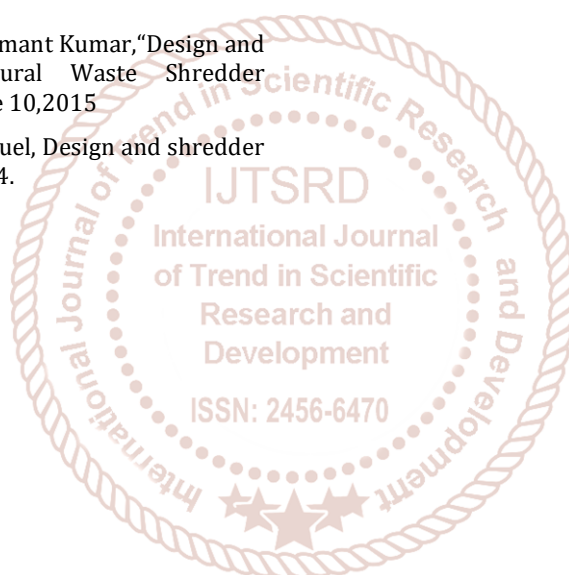 mant Kumar,“Design and
ural Waste Shredder
e 10,2015
uel, Design and shredder
4.
International Journal of Trend in Scientific Research and Development
IJTSRD
International Journal
of Trend in Scientific
Research and
Development
ISSN: 2456-6470